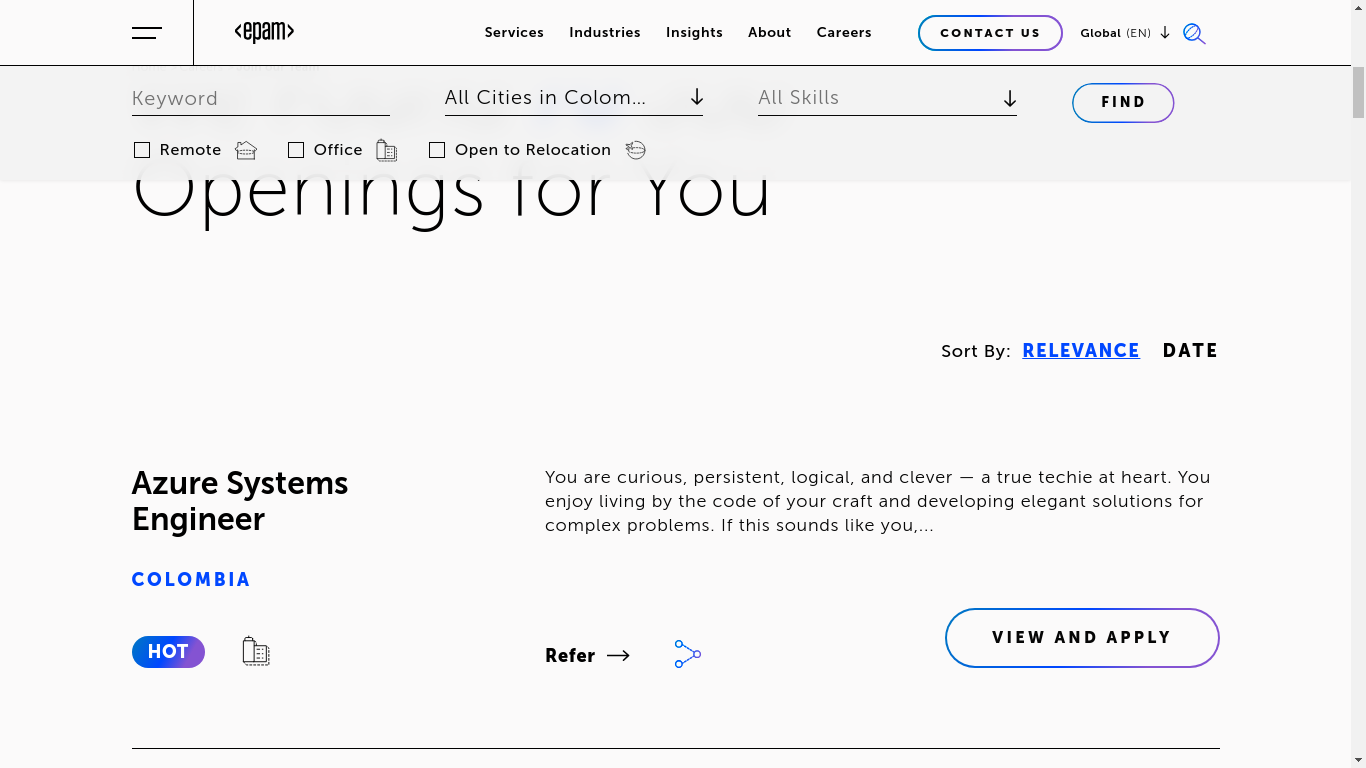 <epam>
Services
Industries
Insights
About
Careers
CONTACT US
Global (EN)
Keyword
All Cities in Colom...
All Skills
FIND
Remote
Office
Open to Relocation
Openings for You
Sort By: RELEVANCE DATE
Azure Systems
Engineer
You are curious, persistent, logical, and clever — a true techie at heart. You
enjoy living by the code of your craft and developing elegant solutions for
complex problems. If this sounds like you,...
COLOMBIA
HOT
Refer
VIEW AND APPLY